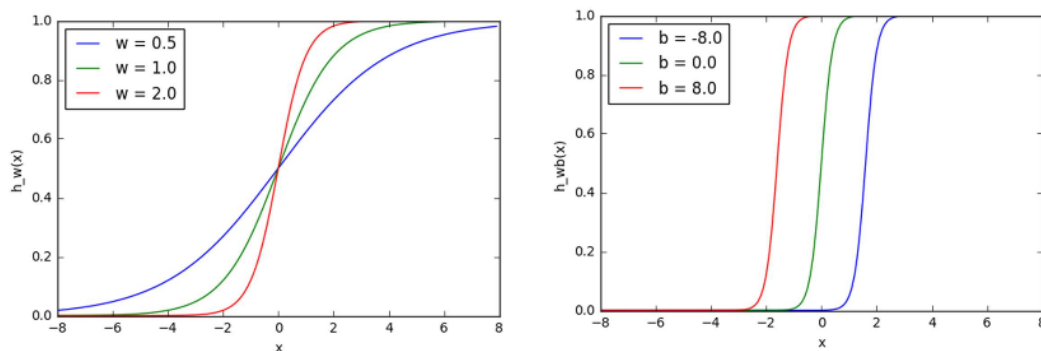 1.0
0.8
0.6
0.4
0.2
0.0
h_w(x)
w = 0.5
w = 1.0
w = 2.0
−8 −6 −4 −2 0 2 4 6 8
x
1.0
0.8
0.6
0.4
0.2
0.0
h_wb(x)
b = -8.0
b = 0.0
b = 8.0
−8 −6 −4 −2 0 2 4 6 8
x